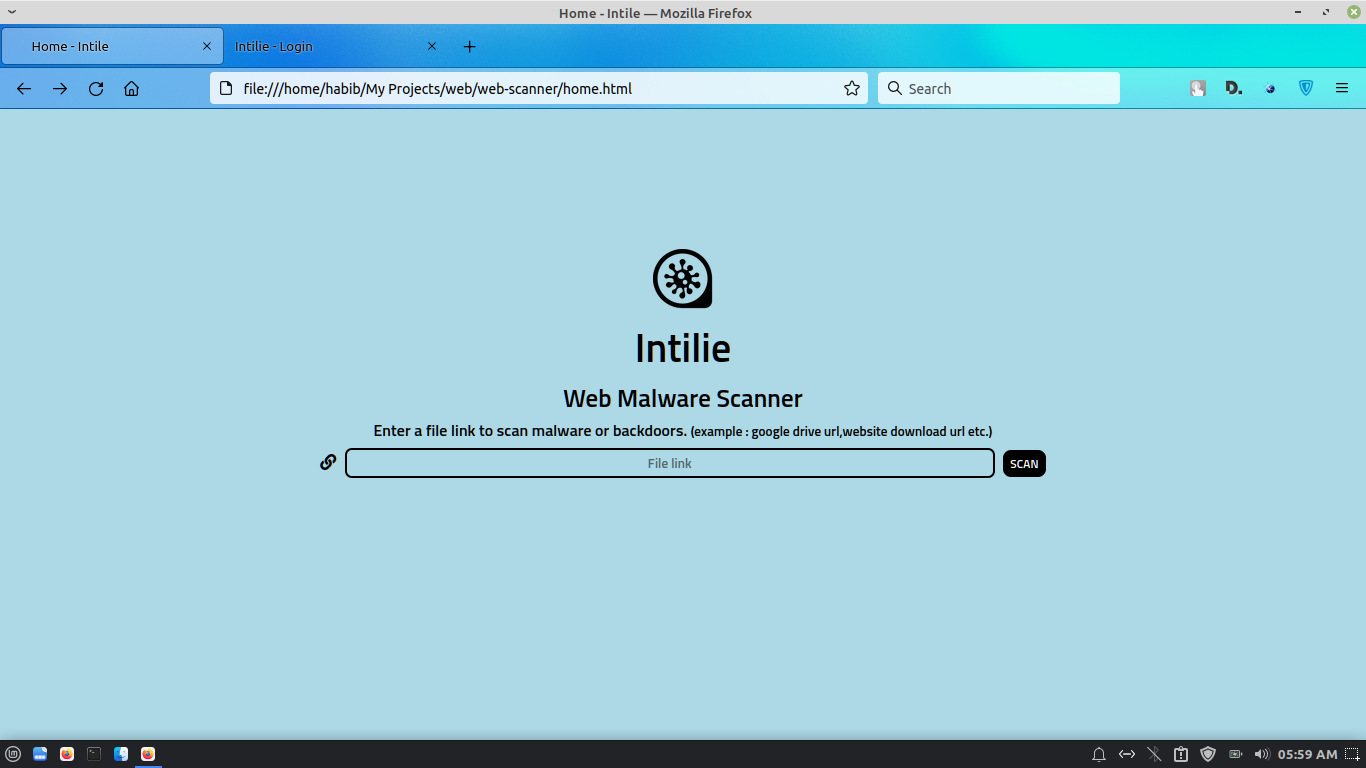 Home - Intile — Mozilla Firefox
Home - Intile
Intilie - Login
file:///home/habib/My Projects/web/web-scanner/home.html
Search
D.
Intilie
Web Malware Scanner
Enter a file link to scan malware or backdoors. (example : google drive url,website download url etc.)
File link
SCAN
05:59 AM